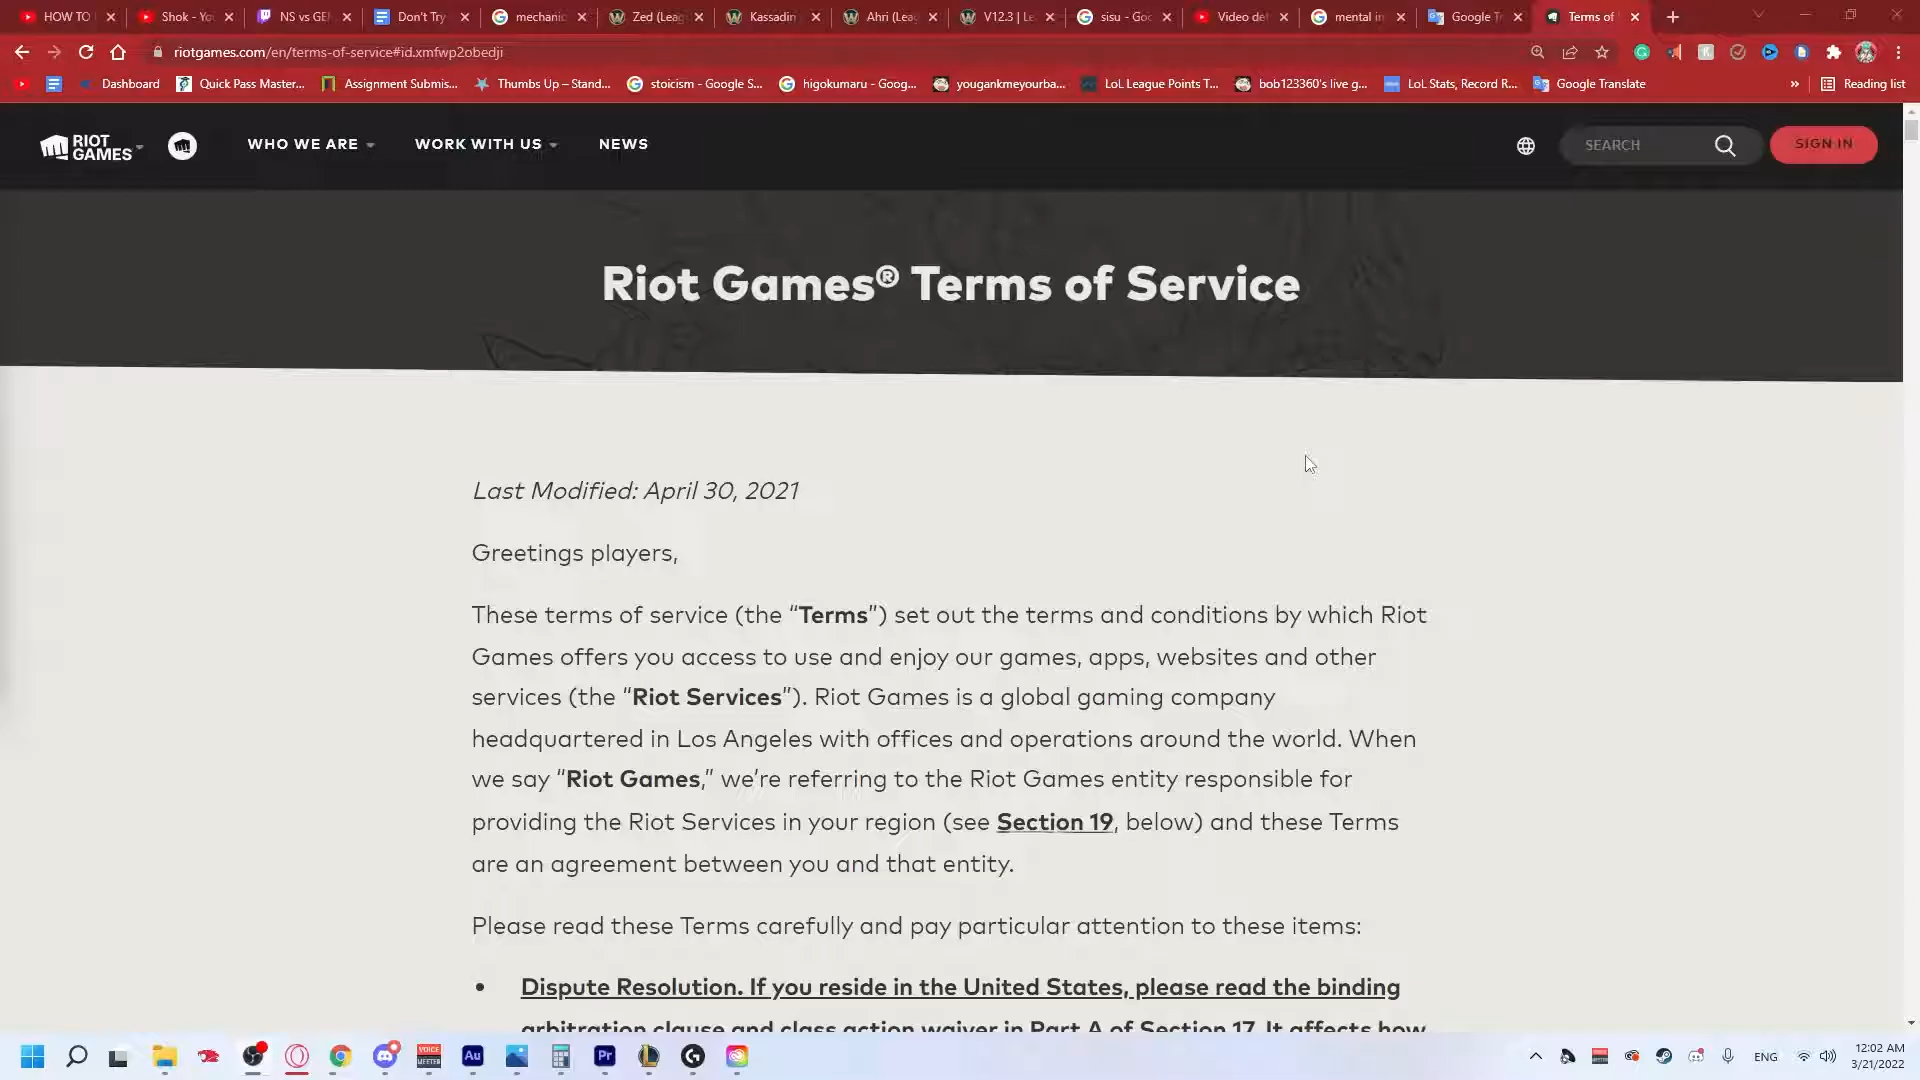 HOW TO
Shok - Yo
NS vs GE
Don't Try
mechanic
Zed (Leag
Kassadin
Ahri (Lea
V12.3 | Le
sisu - Goo
Video de
mental in
Google T
Terms of
riotgames.com/en/terms-of-service#id.xmfwp2obedji
Dashboard
Quick Pass Master...
Assignment Submis...
Thumbs Up – Stand...
stoicism - Google S...
higokumaru - Goog...
yougankmeyourba...
LoL League Points T...
bob123360's live g...
LoL Stats, Record R...
Google Translate
»
Reading list
RIOT
GAMES
WHO WE ARE
WORK WITH US
NEWS
SEARCH
SIGN IN
Riot Games® Terms of Service
Last Modified: April 30, 2021
Greetings players,
These terms of service (the “Terms”) set out the terms and conditions by which Riot
Games offers you access to use and enjoy our games, apps, websites and other
services (the “Riot Services”). Riot Games is a global gaming company
headquartered in Los Angeles with offices and operations around the world. When
we say “Riot Games,” we’re referring to the Riot Games entity responsible for
providing the Riot Services in your region (see Section 19, below) and these Terms
are an agreement between you and that entity.
Please read these Terms carefully and pay particular attention to these items:
• Dispute Resolution. If you reside in the United States, please read the binding
arbitration clause and class action waiver in Part A of Section 17. It affects how
VOICE
MEETER
Au
Pr
ENG
12:02 AM
3/21/2022